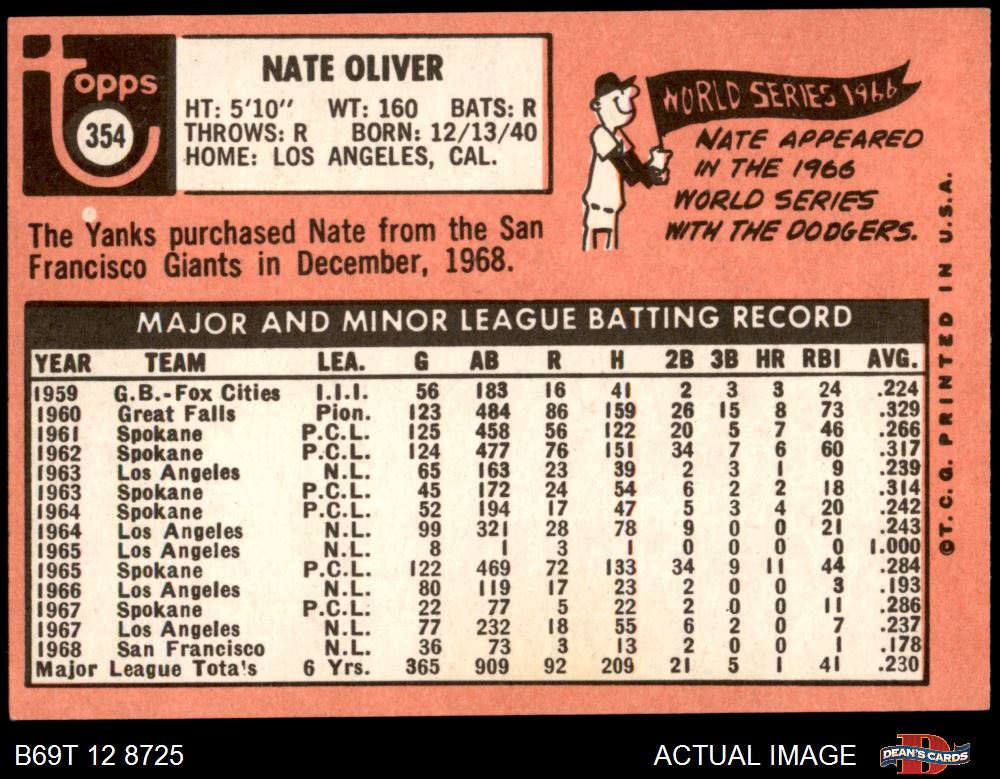 topps
354
NATE OLIVER
HT: 5'10" WT: 160 BATS: R
THROWS: R BORN: 12/13/40
HOME: LOS ANGELES, CAL.
WORLD SERIES 1966
NATE APPEARED
IN THE 1966
WORLD SERIES
WITH THE DODGERS.
The Yanks purchased Nate from the San
Francisco Giants in December, 1968.
MAJOR AND MINOR LEAGUE BATTING RECORD
YEAR TEAM LEA. G AB R H 2B 3B HR RBI AVG.
1959 G.B.-Fox Cities I.I.I. 56 183 16 41 2 3 3 24 .224
1960 Great Falls Pion. 123 484 86 159 26 15 8 73 .329
1961 Spokane P.C.L. 125 458 56 122 20 5 7 46 .266
1962 Spokane P.C.L. 124 477 76 151 34 7 6 60 .317
1963 Los Angeles N.L. 65 163 23 39 2 3 1 9 .239
1963 Spokane P.C.L. 45 172 24 54 6 2 2 18 .314
1964 Spokane P.C.L. 52 194 17 47 5 3 4 20 .242
1964 Los Angeles N.L. 99 321 28 78 9 0 0 21 .243
1965 Los Angeles N.L. 8 1 3 1 0 0 0 0 1.000
1965 Spokane P.C.L. 122 469 72 133 34 9 11 44 .284
1966 Los Angeles N.L. 80 119 17 23 2 0 0 3 .193
1967 Spokane P.C.L. 22 77 5 22 2 0 0 11 .286
1967 Los Angeles N.L. 77 232 18 55 6 2 0 7 .237
1968 San Francisco N.L. 36 73 3 13 2 0 0 1 .178
Major League Tota's 6 Yrs. 365 909 92 209 21 5 1 41 .230
©T.C.G. PRINTED IN U.S.A.
B69T 12 8725
ACTUAL IMAGE
DEAN'S CARDS